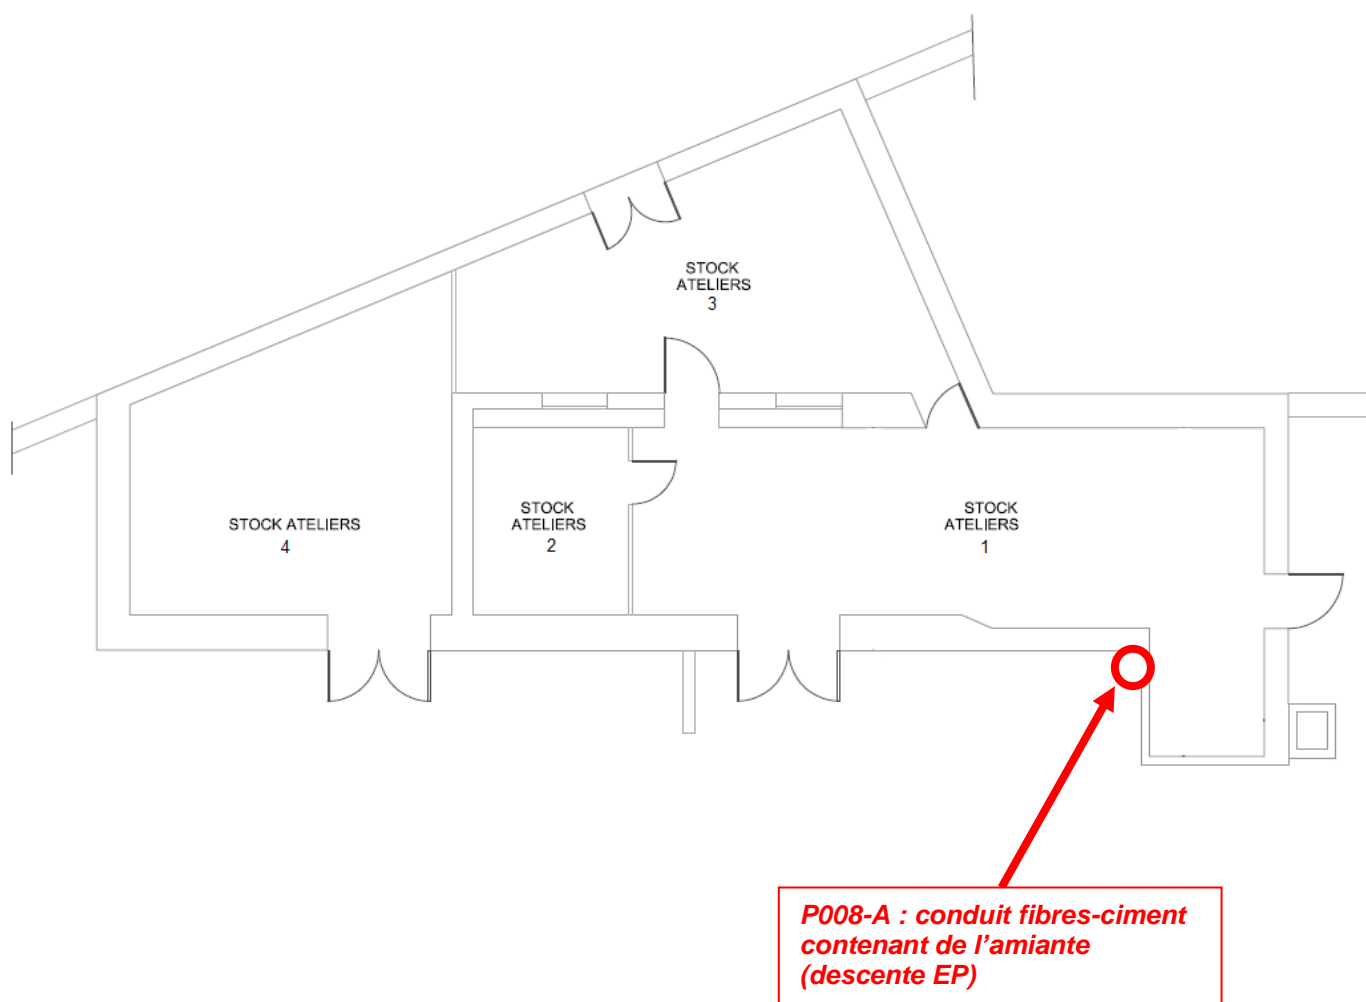 STOCK
ATELIERS
3
STOCK ATELIERS
4
STOCK
ATELIERS
2
STOCK
ATELIERS
1
P008-A : conduit fibres-ciment
contenant de l’amiante
(descente EP)